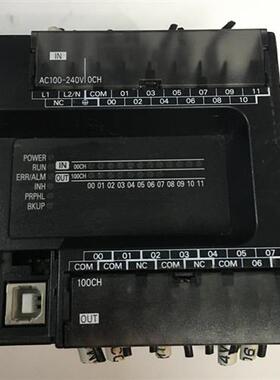 IN
AC100-240V 0CH
L1 L2/N COM 01 03 05 07 09 11
NC 00 02 04 06 08 10
POWER
RUN
ERR/ALM
INH
PRPHL
BKUP
IN 00CH
OUT 100CH
00 01 02 03 04 05 06 07 08 09 10 11
00 01 02 03 04 06 07
COM COM NC COM NC COM COM
100CH
OUT